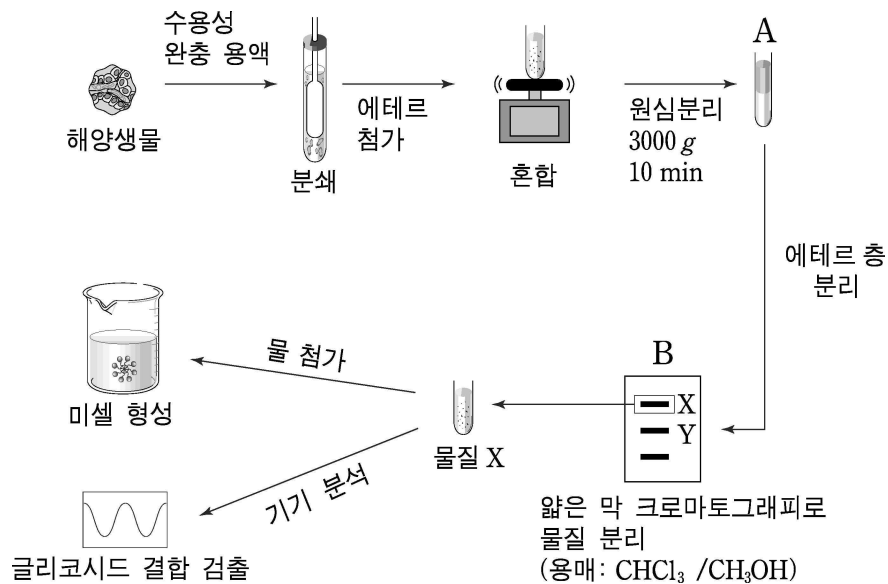 수용성
완충 용액
해양생물
분쇄
에테르
첨가
혼합
원심분리
3000 g
10 min
A
에테르 층
분리
B
X
Y
얇은 막 크로마토그래피로
물질 분리
(용매: CHCl₃ /CH₃OH)
물질 X
물 첨가
미셀 형성
기기 분석
글리코시드 결합 검출